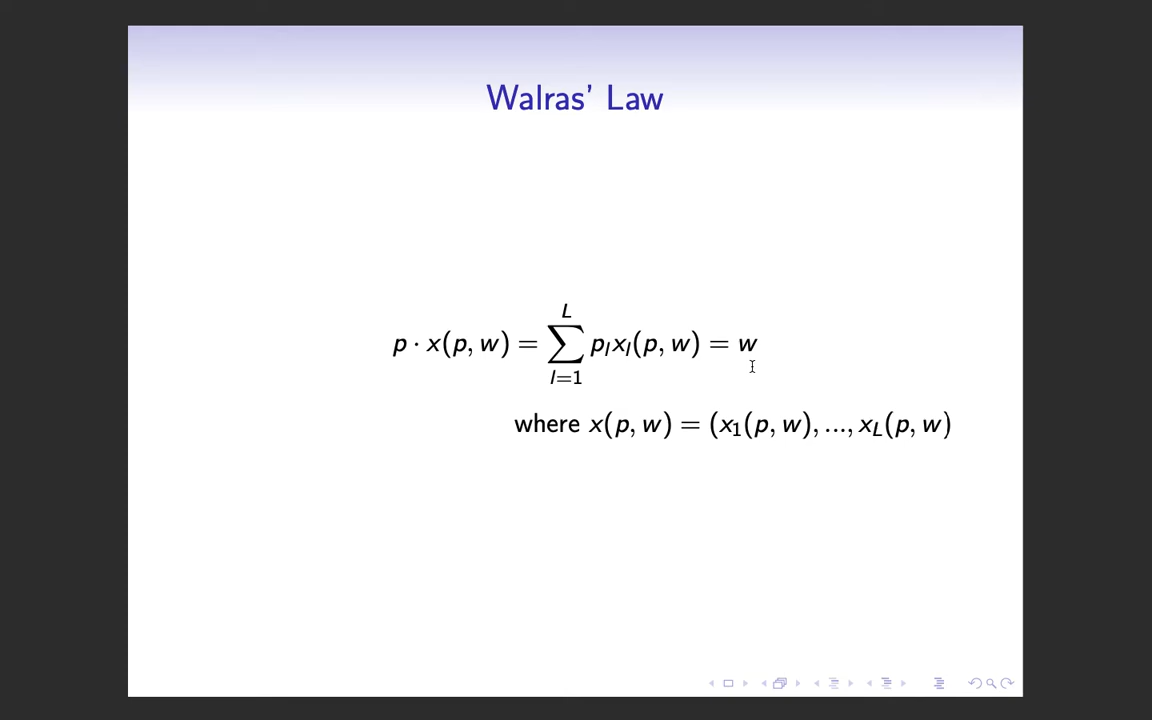 Walras' Law
p · x(p, w) = ∑_{l=1}^{L} p_l x_l(p, w) = w
where x(p, w) = (x_1(p, w), ..., x_L(p, w)